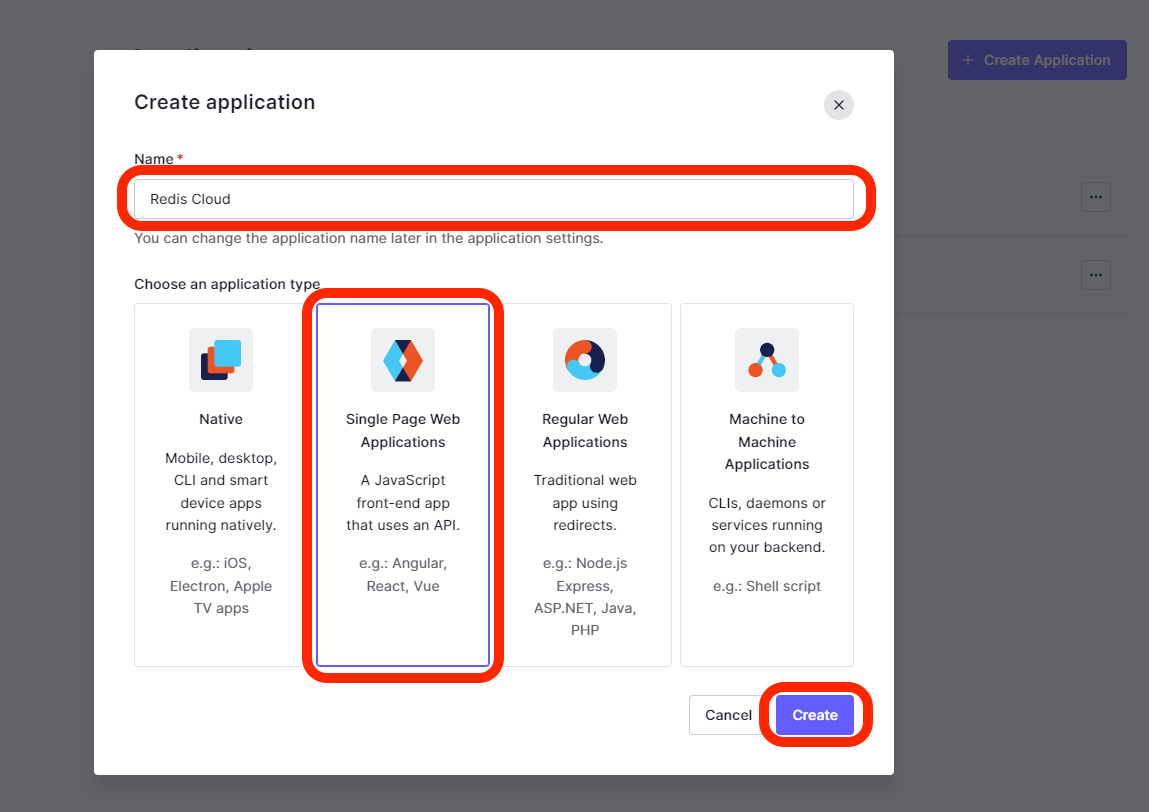 + Create Application
Create application
Name *
Redis Cloud
You can change the application name later in the application settings.
Choose an application type
Native
Mobile, desktop,
CLI and smart
device apps
running natively.
e.g.: iOS,
Electron, Apple
TV apps
Single Page Web
Applications
A JavaScript
front-end app
that uses an API.
e.g.: Angular,
React, Vue
Regular Web
Applications
Traditional web
app using
redirects.
e.g.: Node.js
Express,
ASP.NET, Java,
PHP
Machine to
Machine
Applications
CLIs, daemons or
services running
on your backend.
e.g.: Shell script
Cancel
Create